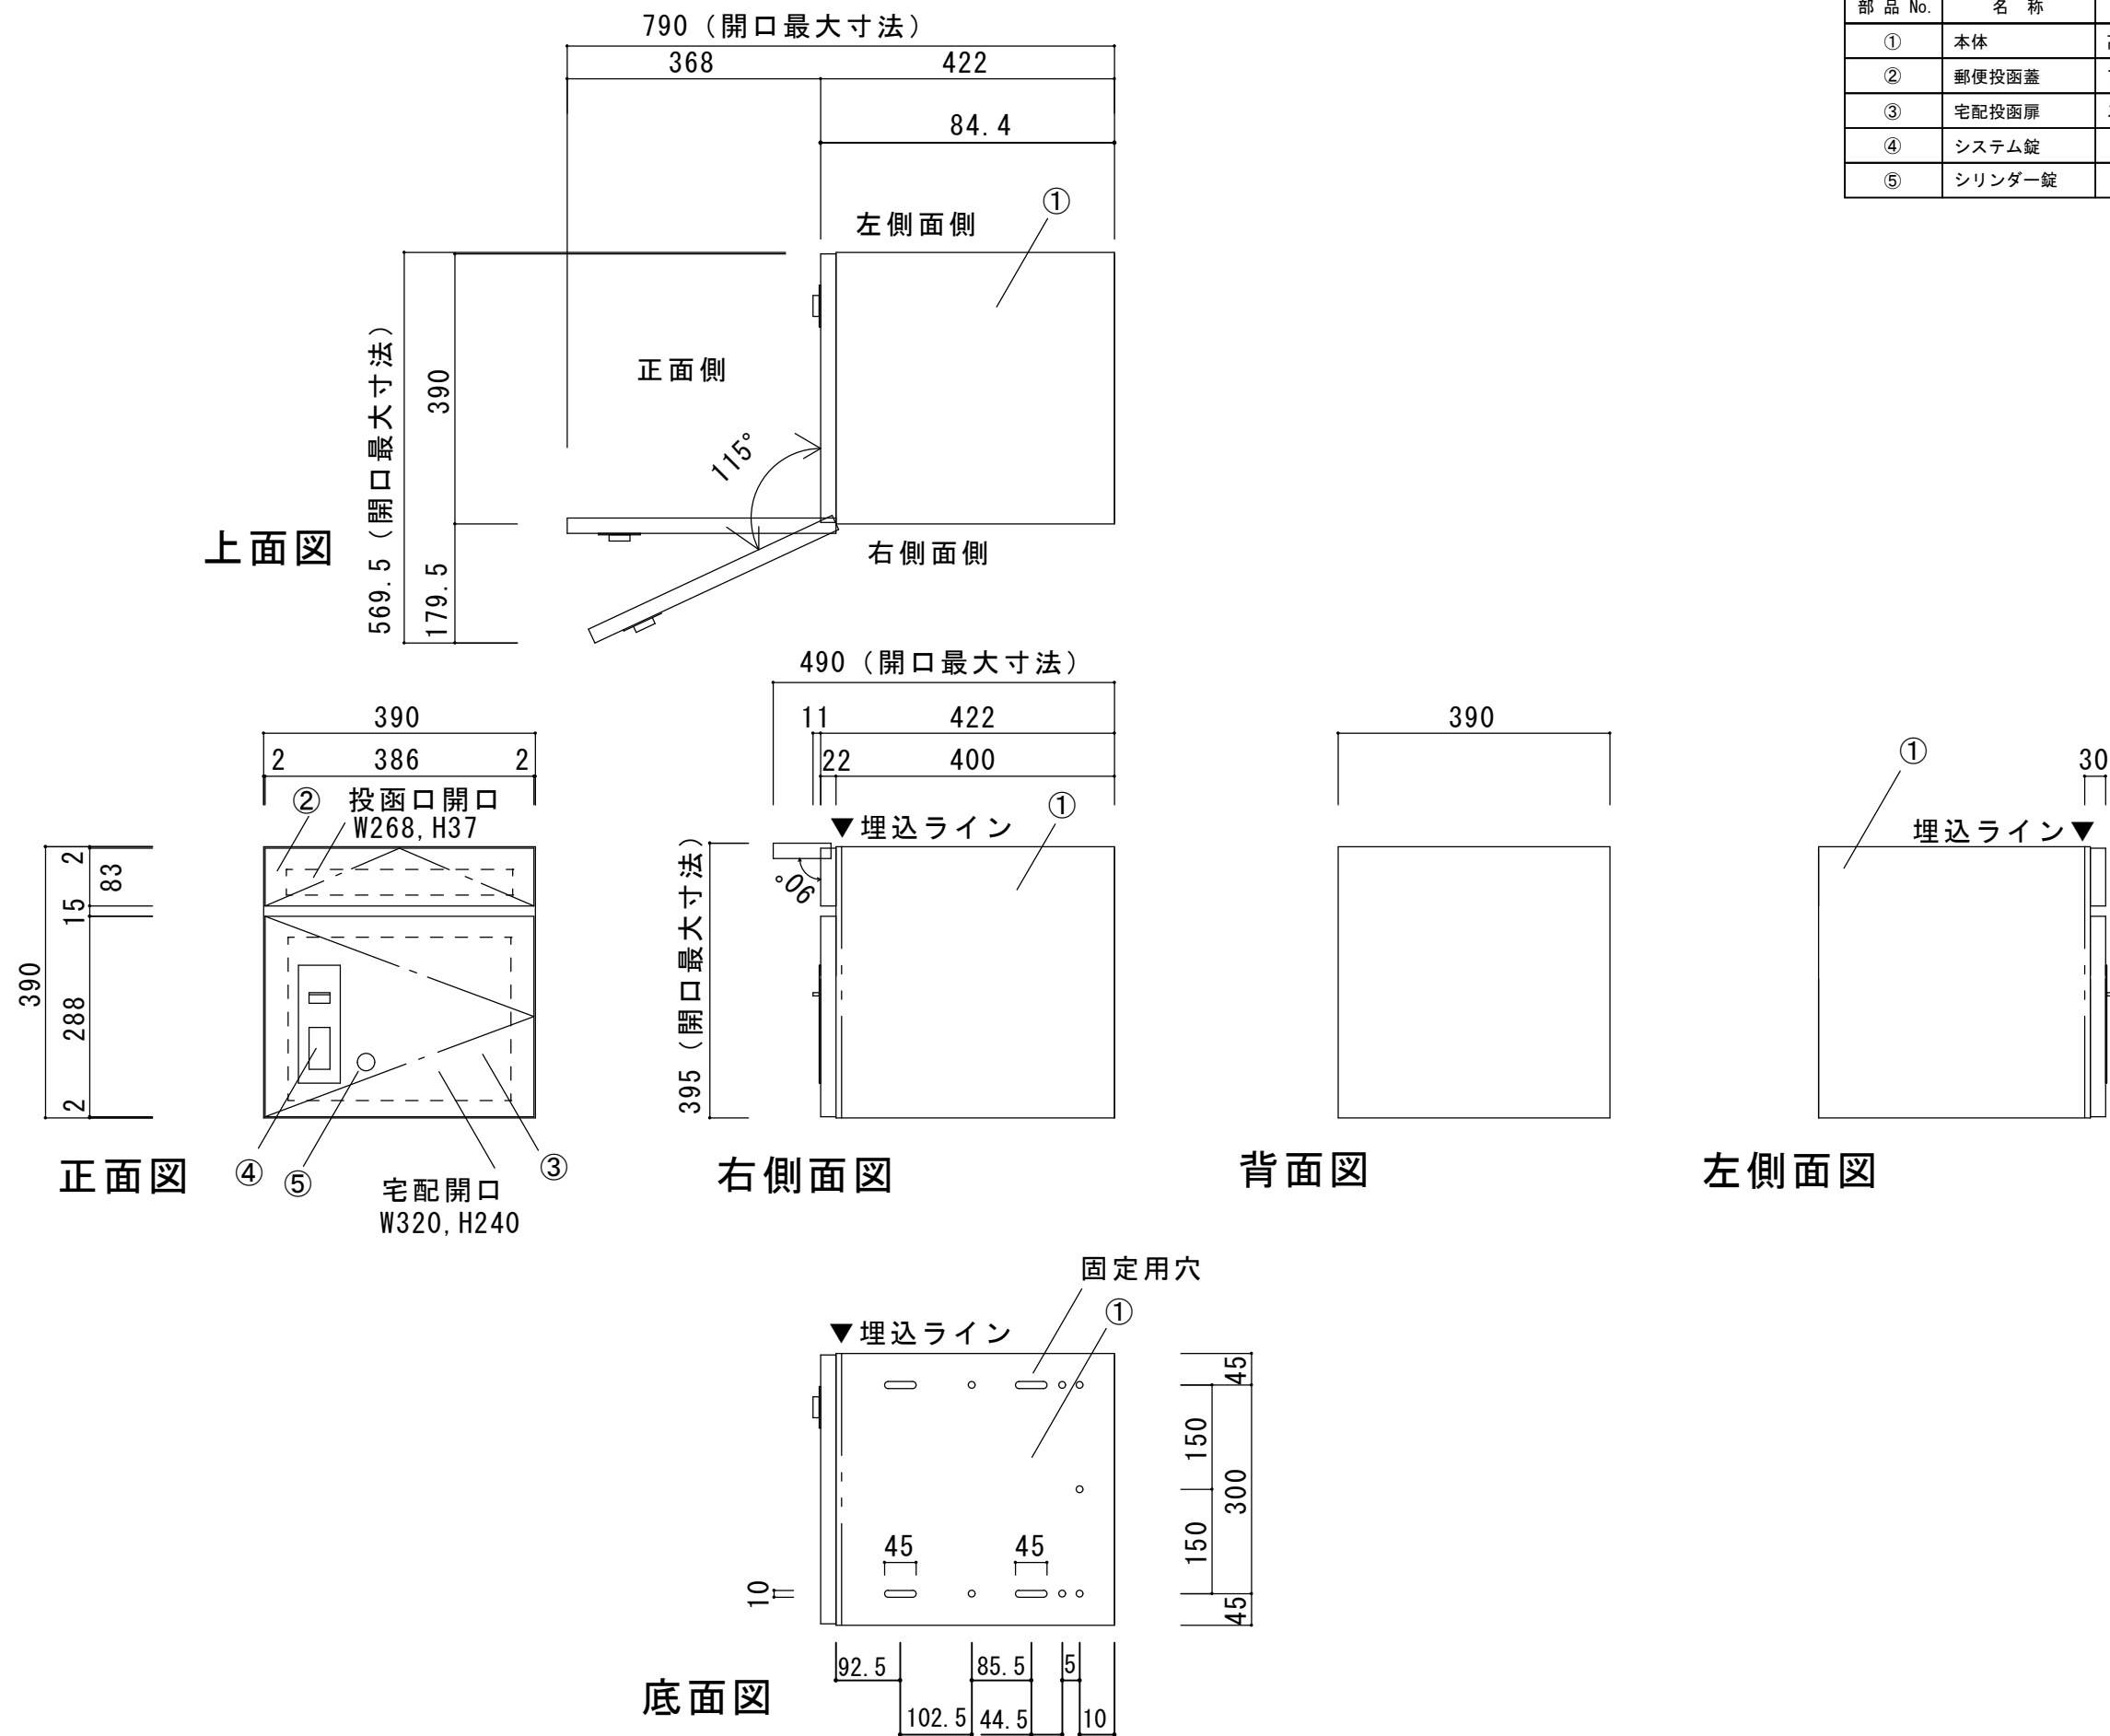 790（開口最大寸法）
368
422
84.4
部品No.
名 称
①
本体
②
郵便投函蓋
③
宅配投函扉
④
システム錠
⑤
シリンダー錠
左側面側
①
正面側
115°
390
569.5（開口最大寸法）
179.5
右側面側
上面図
490（開口最大寸法）
390
2
386
2
②
投函口開口
W268,H37
390
2
83
15
288
2
④
⑤
③
宅配開口
W320,H240
正面図
11
422
22
400
▼埋込ライン
①
90°
395（開口最大寸法）
右側面図
390
背面図
①
30
埋込ライン▼
左側面図
固定用穴
①
▼埋込ライン
45
150
300
150
45
45
45
10
92.5
85.5
5
102.5
44.5
10
底面図